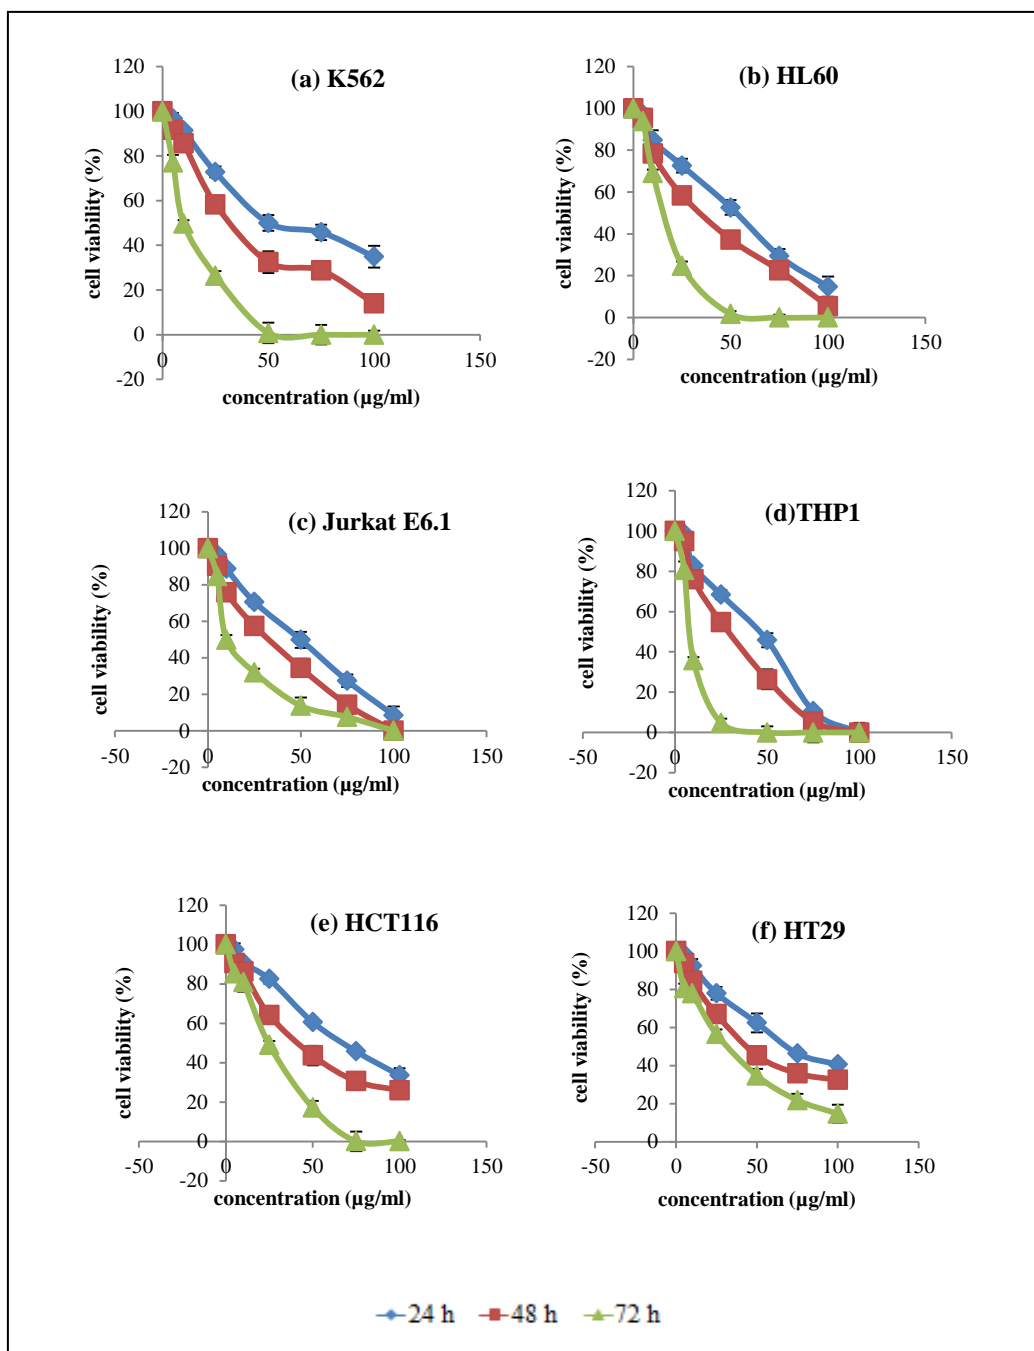 (a) K562
120
100
80
60
40
20
0
-20
0 50 100 150
cell viability (%)
concentration (µg/ml)
(b) HL60
120
100
80
60
40
20
0
-20
0 50 100 150
cell viability (%)
concentration (µg/ml)
(c) Jurkat E6.1
120
100
80
60
40
20
0
-20
-50 0 50 100 150
cell viability (%)
concentration (µg/ml)
(d)THP1
120
100
80
60
40
20
0
-20
-50 0 50 100 150
cell viability (%)
concentration (µg/ml)
(e) HCT116
120
100
80
60
40
20
0
-20
-50 0 50 100 150
cell viability (%)
concentration (µg/ml)
(f) HT29
120
100
80
60
40
20
0
-50 0 50 100 150
cell viability (%)
concentration (µg/ml)
24 h 48 h 72 h